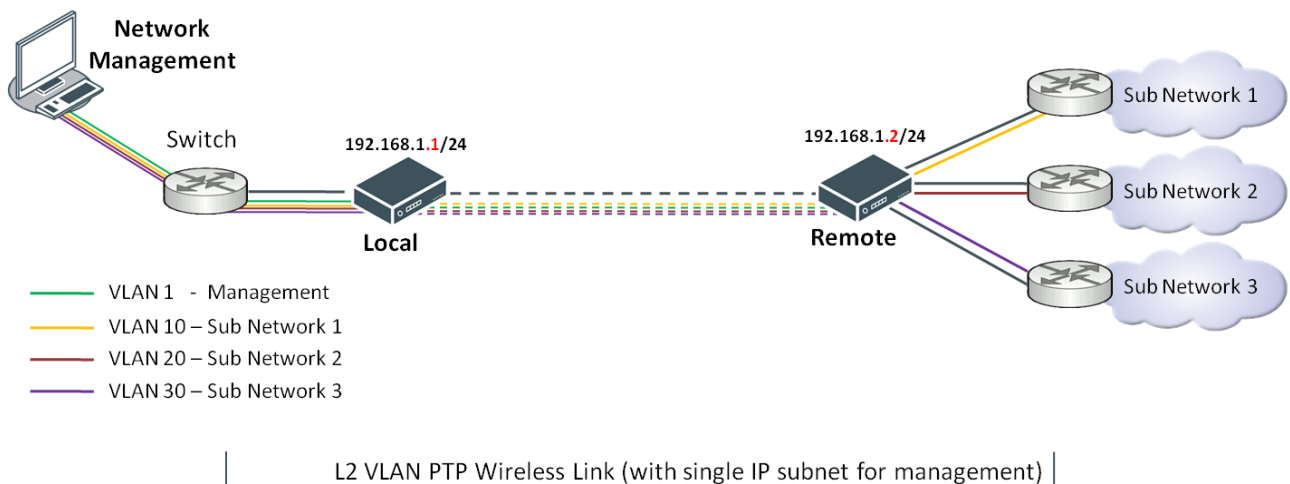 Network
Management
Switch
192.168.1.1/24
Local
192.168.1.2/24
Remote
Sub Network 1
Sub Network 2
Sub Network 3
VLAN 1 - Management
VLAN 10 – Sub Network 1
VLAN 20 – Sub Network 2
VLAN 30 – Sub Network 3
L2 VLAN PTP Wireless Link (with single IP subnet for management)